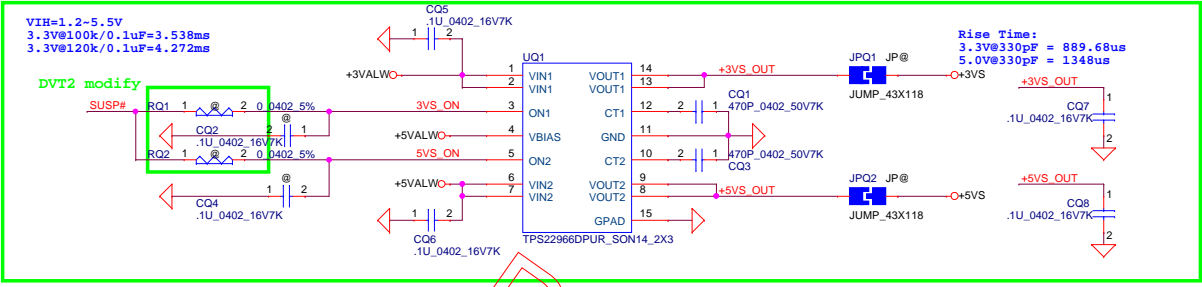 VIH=1.2~5.5V
3.3V@100k/0.1uF=3.538ms
3.3V@120k/0.1uF=4.272ms
DVT2 modify
SUSP#
RQ1 1 @ 2 0_0402_5%
3VS_ON
CQ2 2 @ 1
.1U_0402_16V7K
RQ2 1 @ 2 0_0402_5%
5VS_ON
1 @ 2
CQ4
.1U_0402_16V7K
CQ5
.1U_0402_16V7K
1 2
+3VALW
+5VALW
+5VALW
1 2
CQ6
.1U_0402_16V7K
UQ1
1 VIN1 VOUT1 14
2 VIN1 VOUT1 13
3 ON1 CT1 12
4 VBIAS GND 11
5 ON2 CT2 10
6 VIN2 VOUT2 9
7 VIN2 VOUT2 8
GPAD 15
TPS22966DPUR_SON14_2X3
+3VS_OUT
CQ1
2 1 470P_0402_50V7K
2 1 470P_0402_50V7K
CQ3
+5VS_OUT
JPQ1 JP@
JUMP_43X118
+3VS
JPQ2 JP@
JUMP_43X118
+5VS
Rise Time:
3.3V@330pF = 889.68us
5.0V@330pF = 1348us
+3VS_OUT
1
CQ7
.1U_0402_16V7K
2
+5VS_OUT
1
CQ8
.1U_0402_16V7K
2